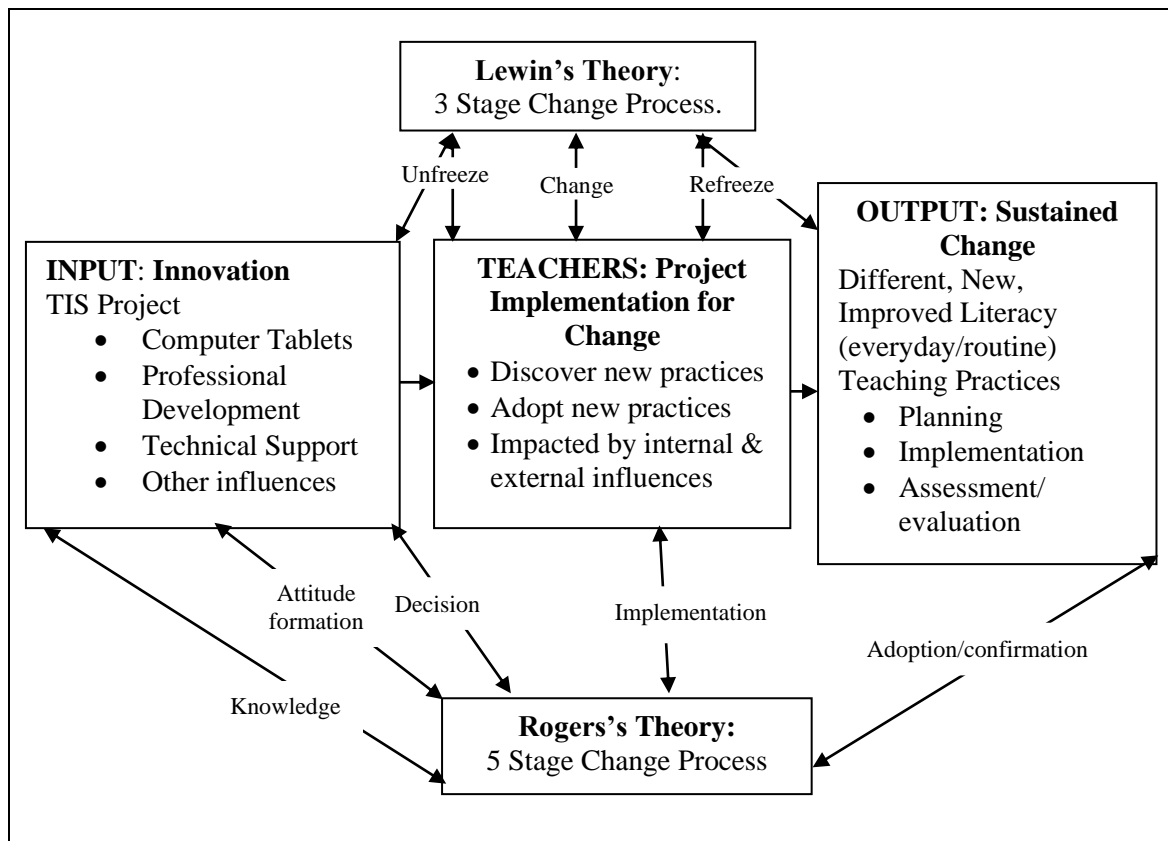 Lewin’s Theory:
3 Stage Change Process.
Unfreeze
Change
Refreeze
INPUT: Innovation
TIS Project
• Computer Tablets
• Professional
Development
• Technical Support
• Other influences
TEACHERS: Project
Implementation for
Change
• Discover new practices
• Adopt new practices
• Impacted by internal &
external influences
OUTPUT: Sustained
Change
Different, New,
Improved Literacy
(everyday/routine)
Teaching Practices
• Planning
• Implementation
• Assessment/
evaluation
Attitude
formation
Decision
Implementation
Adoption/confirmation
Knowledge
Rogers’s Theory:
5 Stage Change Process